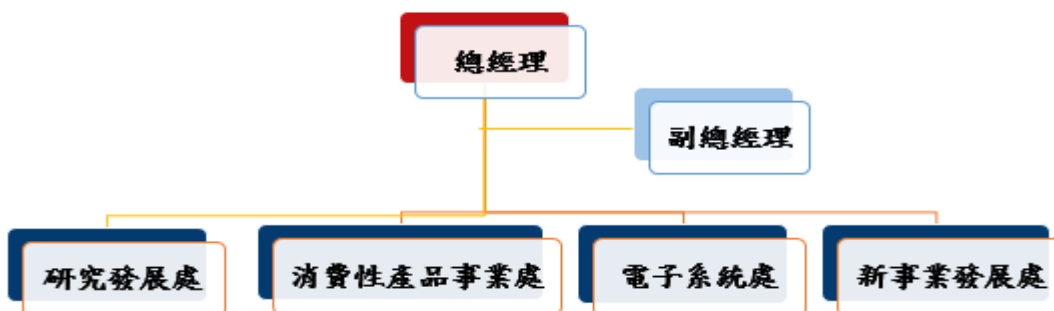 總經理
副總經理
研究發展處
消費性產品事業處
電子系統處
新事業發展處